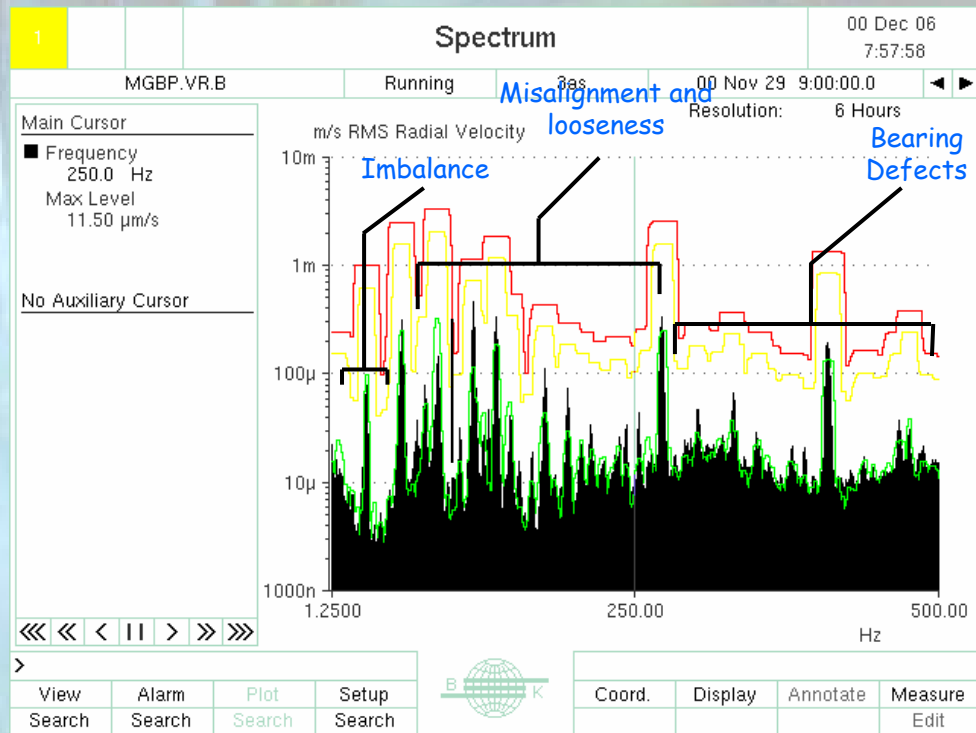 1
Spectrum
00 Dec 06
7:57:58
MGBP.VR.B
Running
00 Nov 29 9:00:00.0
Main Cursor
Frequency
250.0 Hz
Max Level
11.50 µm/s
No Auxiliary Cursor
Resolution: 6 Hours
m/s RMS Radial Velocity
Misalignment and
looseness
Imbalance
Bearing
Defects
10m
1m
100µ
10µ
1000n
1.2500
250.00
500.00
Hz
>
View
Alarm
Plot
Setup
Search
Search
Search
Search
B K
Coord.
Display
Annotate
Measure
Edit